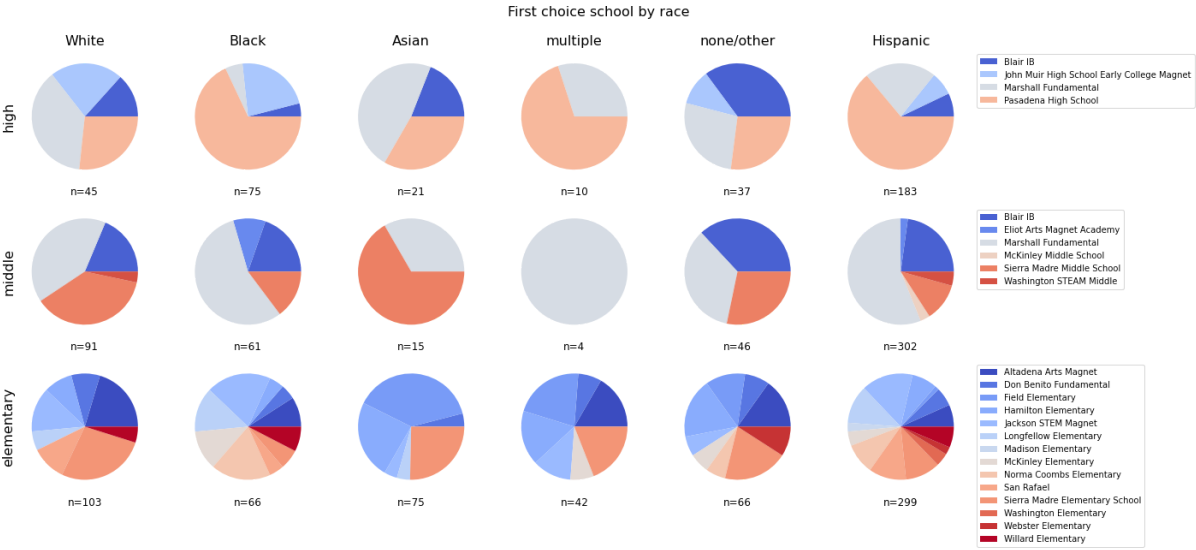 First choice school by race
White Black Asian multiple none/other Hispanic
high
Blair IB
John Muir High School Early College Magnet
Marshall Fundamental
Pasadena High School
n=45 n=75 n=21 n=10 n=37 n=183
middle
Blair IB
Eliot Arts Magnet Academy
Marshall Fundamental
McKinley Middle School
Sierra Madre Middle School
Washington STEAM Middle
n=91 n=61 n=15 n=4 n=46 n=302
elementary
Altadena Arts Magnet
Don Benito Fundamental
Field Elementary
Hamilton Elementary
Jackson STEM Magnet
Longfellow Elementary
Madison Elementary
McKinley Elementary
Norma Coombs Elementary
San Rafael
Sierra Madre Elementary School
Washington Elementary
Webster Elementary
Willard Elementary
n=103 n=66 n=75 n=42 n=66 n=299